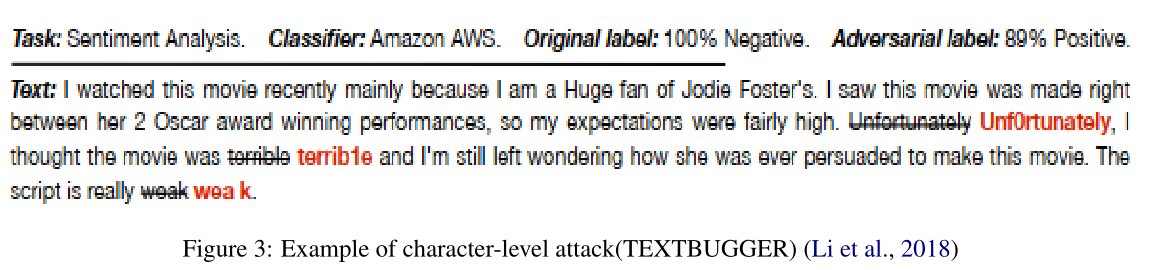 Task: Sentiment Analysis. Classifier: Amazon AWS. Original label: 100% Negative. Adversarial label: 89% Positive.
Text: I watched this movie recently mainly because I am a Huge fan of Jodie Foster's. I saw this movie was made right
between her 2 Oscar award winning performances, so my expectations were fairly high. Unfortunately Unf0rtunately, I
thought the movie was terrible terrib1e and I'm still left wondering how she was ever persuaded to make this movie. The
script is really weak wea k.
Figure 3: Example of character-level attack(TEXTBUGGER) (Li et al., 2018)